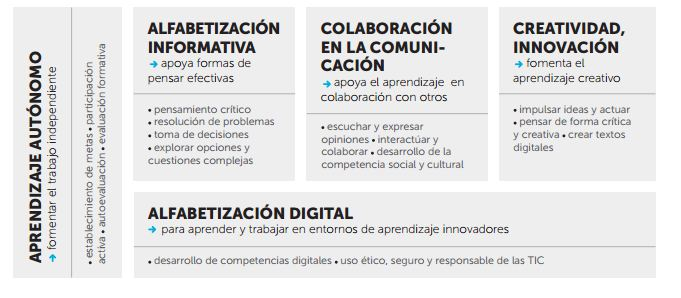 APRENDIZAJE AUTÓNOMO
→ fomentar el trabajo independiente
• establecimiento de metas • participación
activa • autoevaluación • evaluación formativa
ALFABETIZACIÓN
INFORMATIVA
→ apoya formas de
pensar efectivas
• pensamiento crítico
• resolución de problemas
• toma de decisiones
• explorar opciones y
cuestiones complejas
COLABORACIÓN
EN LA COMUNI-
CACIÓN
→ apoya el aprendizaje en
colaboración con otros
• escuchar y expresar
opiniones • interactúar y
colaborar • desarrollo de la
competencia social y cultural
CREATIVIDAD,
INNOVACIÓN
→ fomenta el
aprendizaje creativo
• impulsar ideas y actuar
• pensar de forma crítica
y creativa • crear textos
digitales
ALFABETIZACIÓN DIGITAL
→ para aprender y trabajar en entornos de aprendizaje innovadores
• desarrollo de competencias digitales • uso ético, seguro y responsable de las TIC